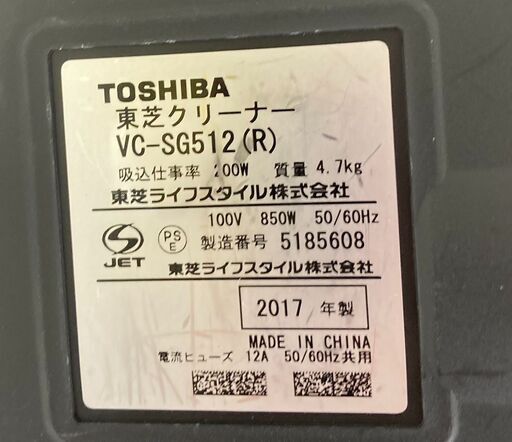 TOSHIBA
東芝クリーナー
VC-SG512(R)
吸込仕事率 200W 質量 4.7kg
東芝ライフスタイル株式会社
100V 850W 50/60Hz
PS
E
製造番号 5185608
JET
東芝ライフスタイル株式会社
2017 年製
MADE IN CHINA
電流ヒューズ 12A 50/60Hz共用